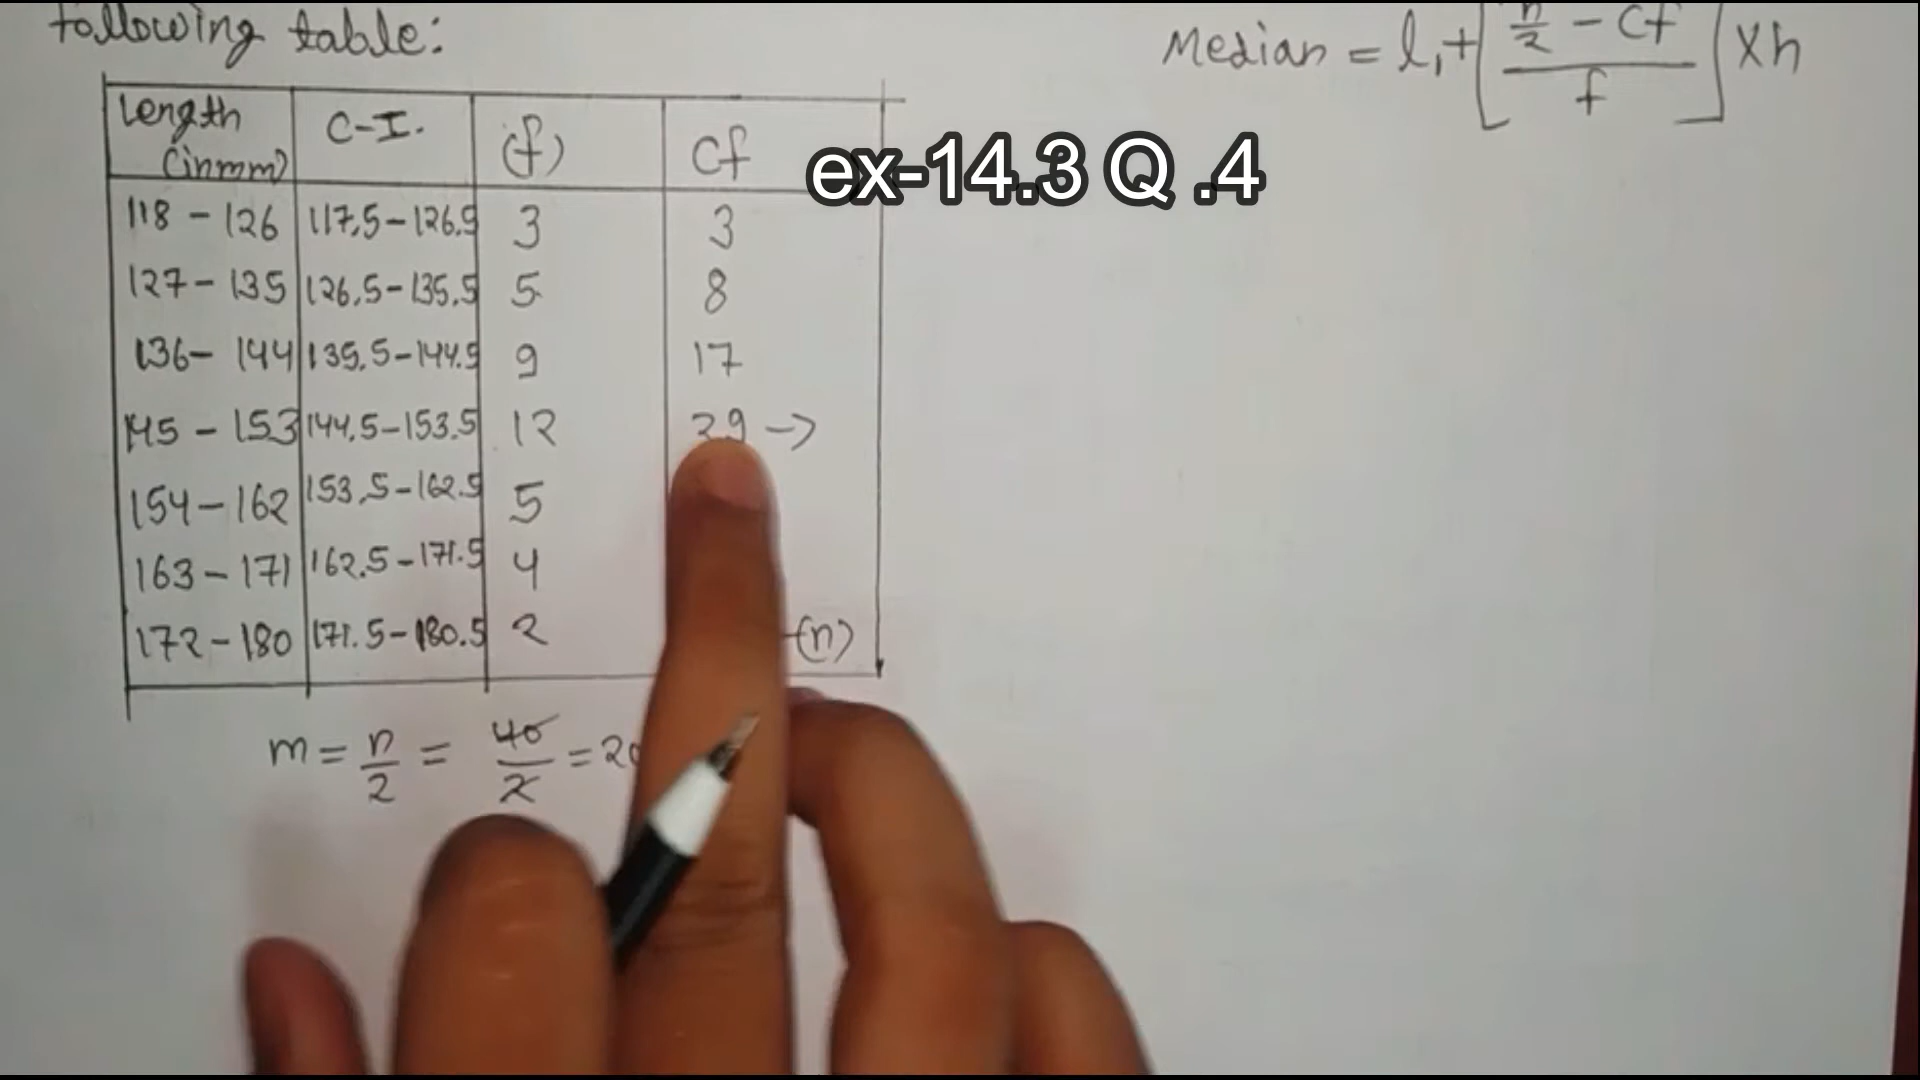 following table:
Median = l₁ + [ (n/2 - Cf) / f ] × h
ex-14.3 Q .4
Length (in mm) C-I. (f) Cf
118 - 126 117.5 - 126.5 3 3
127 - 135 126.5 - 135.5 5 8
136 - 144 135.5 - 144.5 9 17
145 - 153 144.5 - 153.5 12 29 →
154 - 162 153.5 - 162.5 5
163 - 171 162.5 - 171.5 4
172 - 180 171.5 - 180.5 2 (n)
m = n/2 = 40/2 = 20